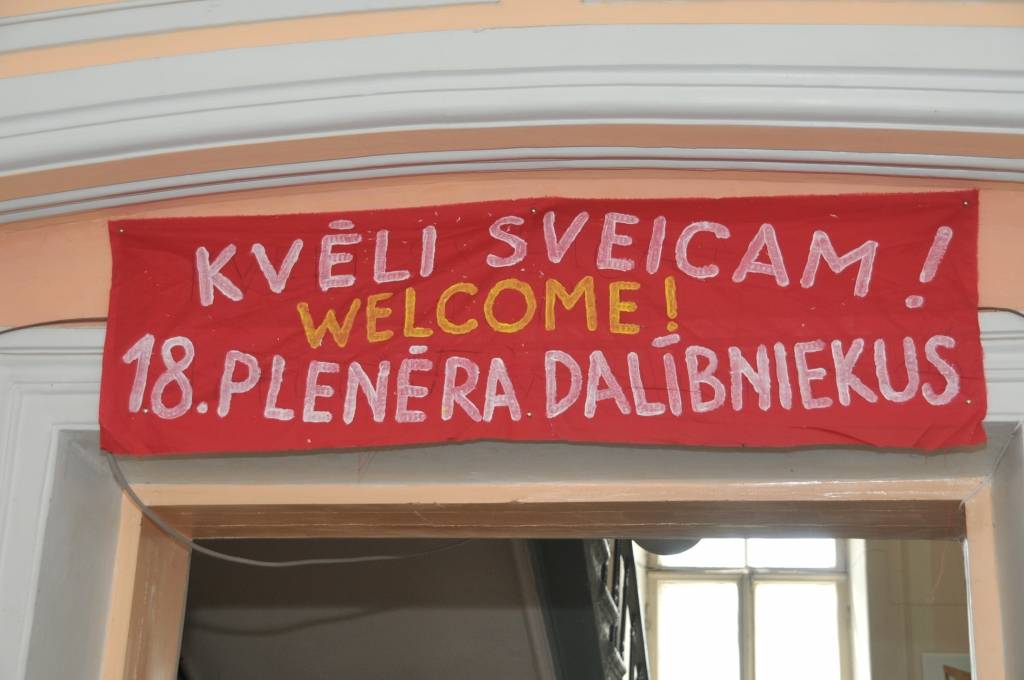 KVĒLI SVEICAM!
WELCOME!
18. PLENĒRA DALĪBNIEKUS